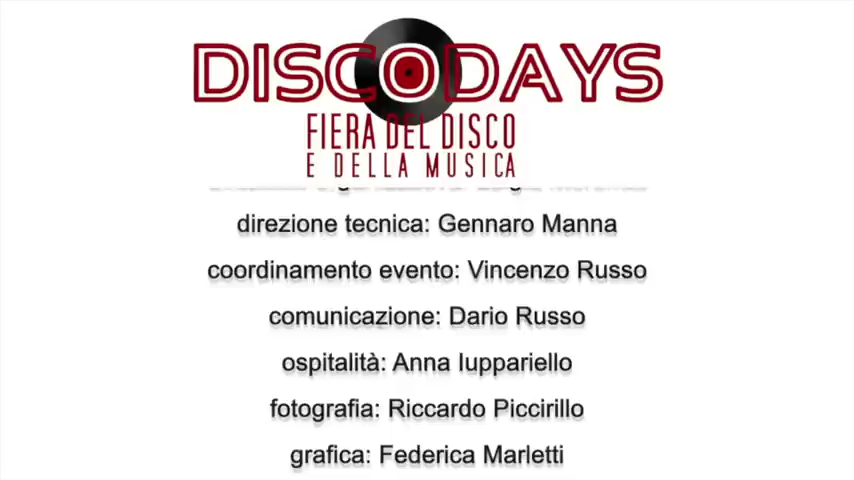 DISCODAYS
FIERA DEL DISCO
E DELLA MUSICA
direzione tecnica: Gennaro Manna
coordinamento evento: Vincenzo Russo
comunicazione: Dario Russo
ospitalità: Anna Iuppariello
fotografia: Riccardo Piccirillo
grafica: Federica Marletti